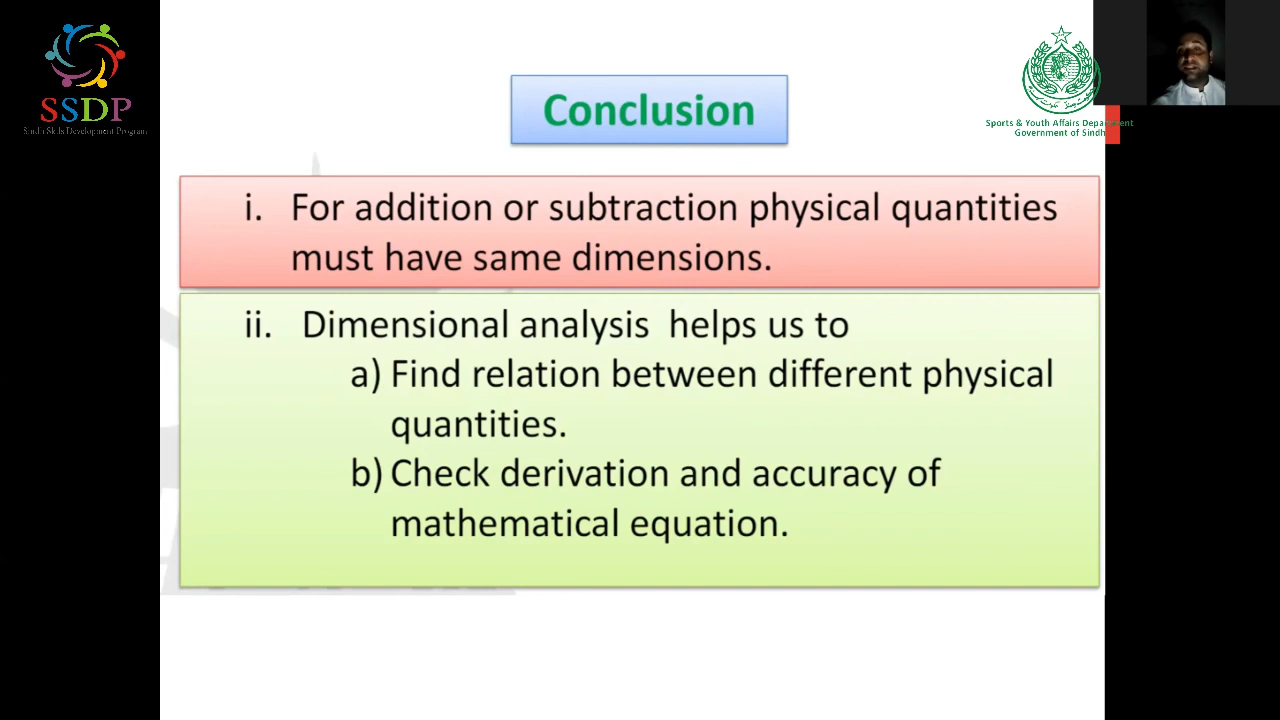 SSDP
Sindh Skills Development Program
Conclusion
Sports & Youth Affairs Department
Government of Sindh
i. For addition or subtraction physical quantities
must have same dimensions.
ii. Dimensional analysis helps us to
a) Find relation between different physical
quantities.
b) Check derivation and accuracy of
mathematical equation.